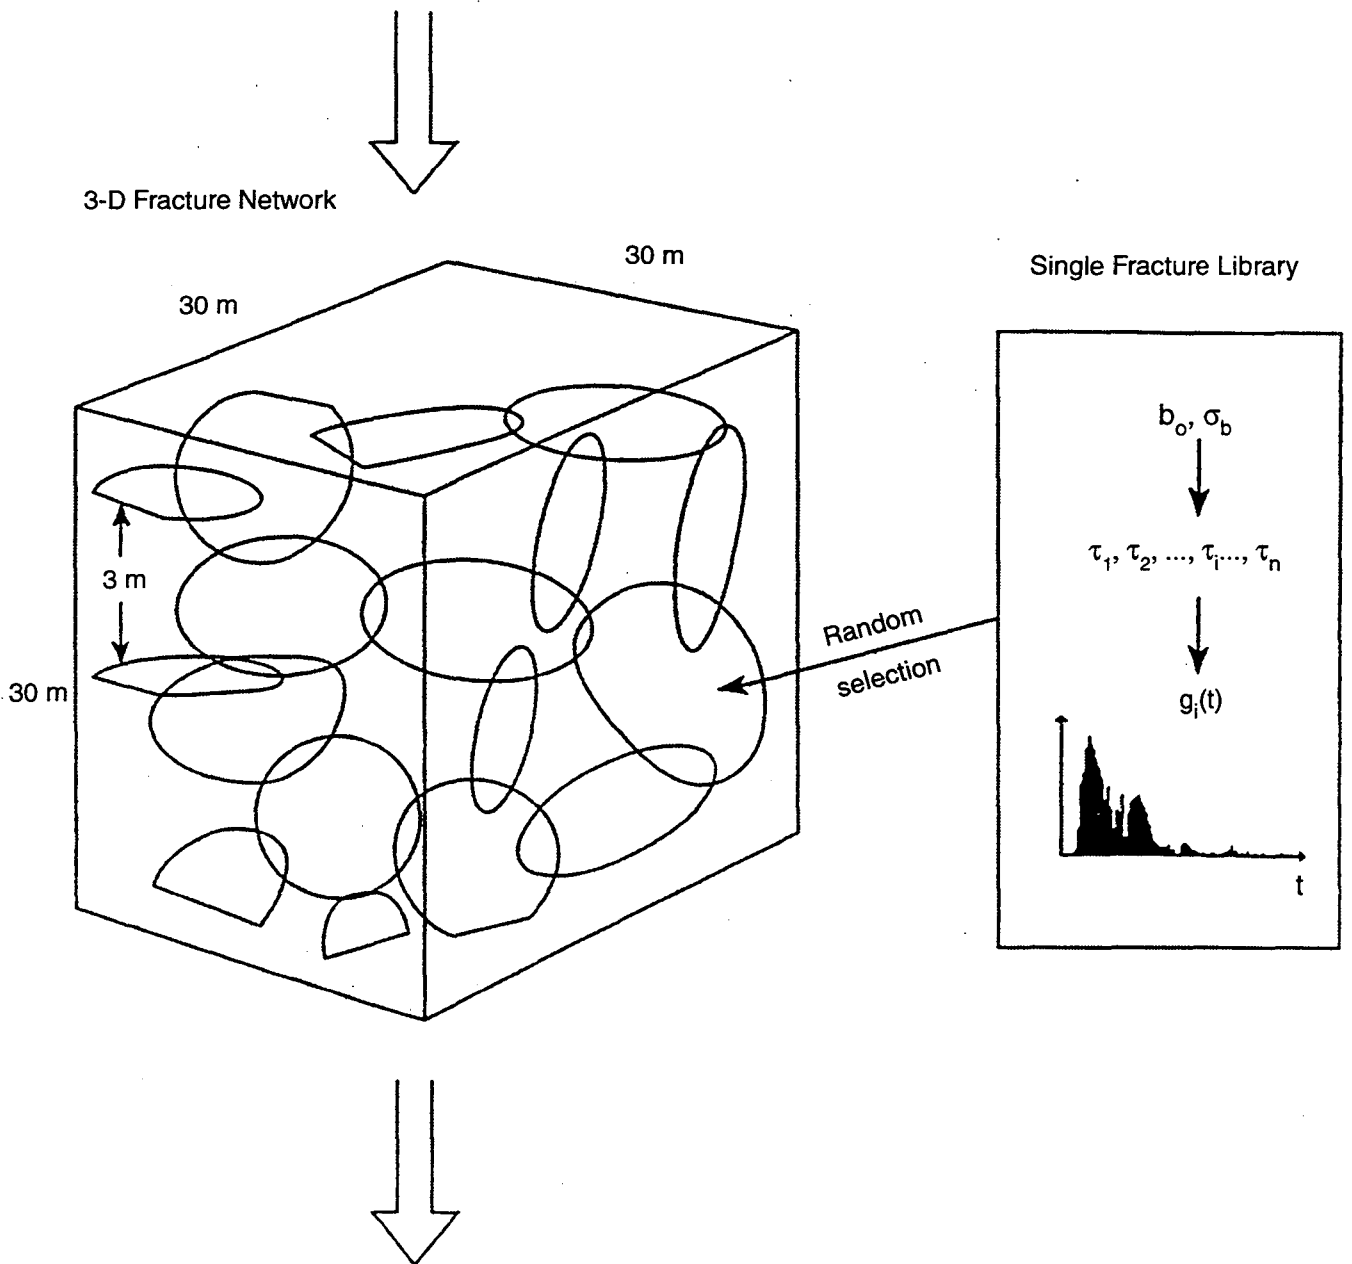 3-D Fracture Network
30 m
30 m
Single Fracture Library
b_o, σ_b
τ_1, τ_2, ..., τ_i..., τ_n
3 m
Random
selection
30 m
g_i(t)
t